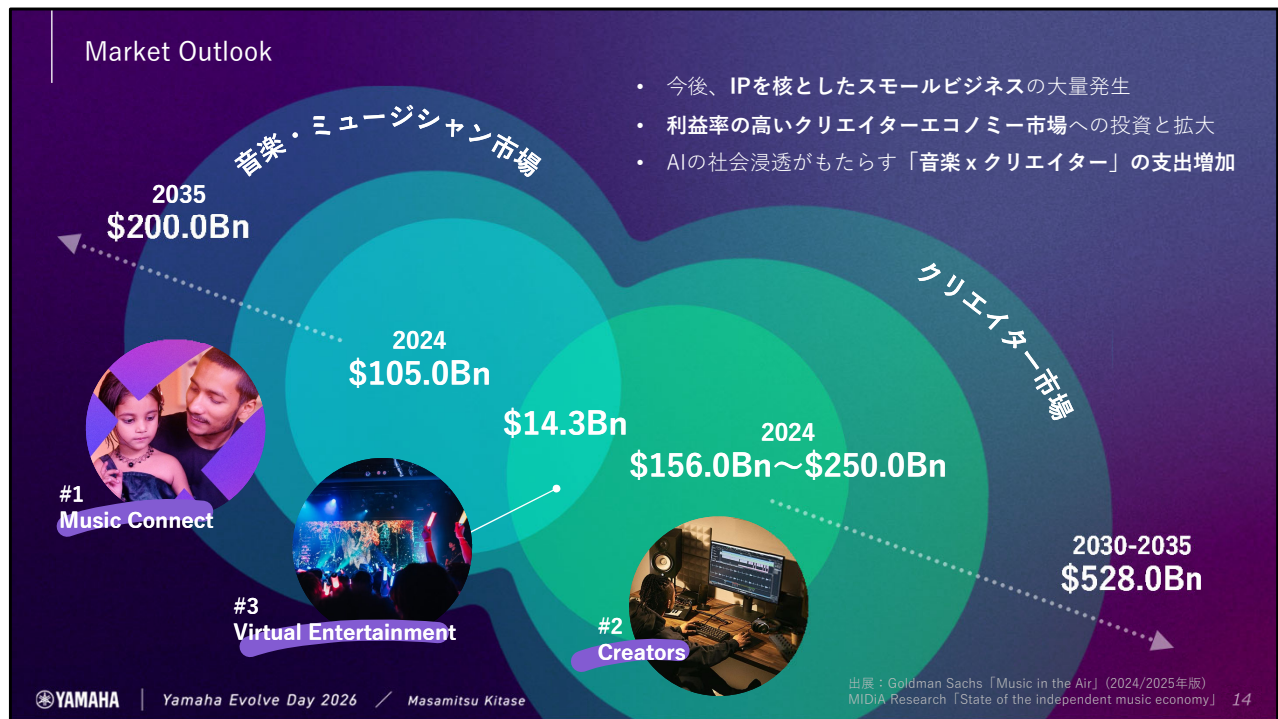 Market Outlook
• 今後、IPを核としたスモールビジネスの大量発生
• 利益率の高いクリエイターエコノミー市場への投資と拡大
• AIの社会浸透がもたらす「音楽 x クリエイター」の支出増加
音楽・ミュージシャン市場
2035
$200.0Bn
クリエイター市場
2024
$105.0Bn
$14.3Bn
2024
$156.0Bn～$250.0Bn
#1
Music Connect
2030-2035
$528.0Bn
#3
Virtual Entertainment
#2
Creators
出展：Goldman Sachs「Music in the Air」(2024/2025年版)
MIDiA Research「State of the independent music economy」
YAMAHA
Yamaha Evolve Day 2026 ／ Masamitsu Kitase
14